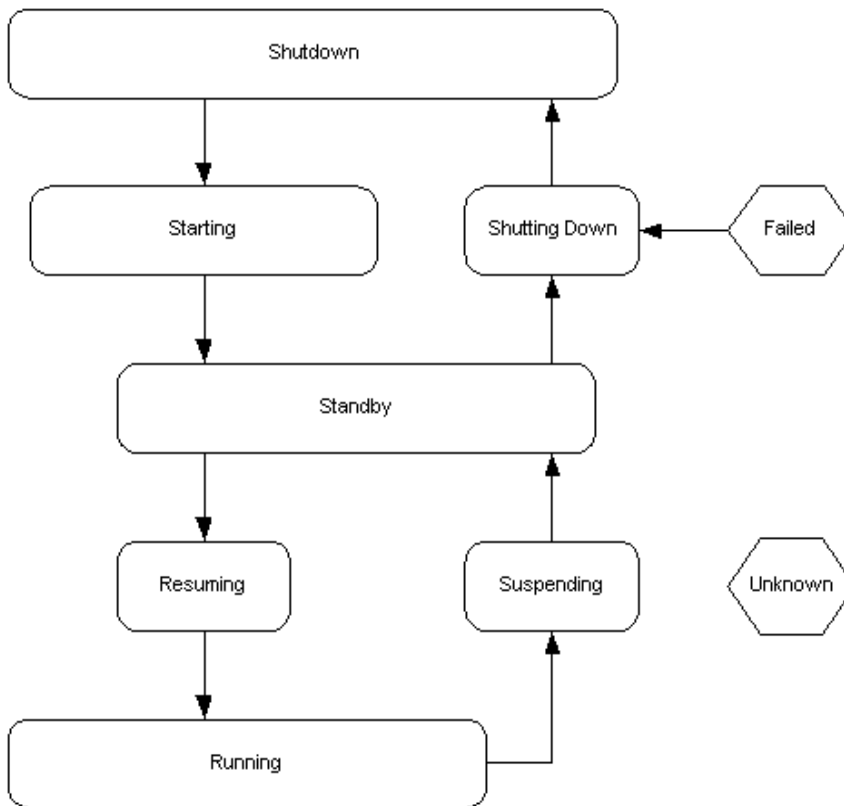 Shutdown
Starting
Shutting Down
Failed
Standby
Resuming
Suspending
Unknown
Running